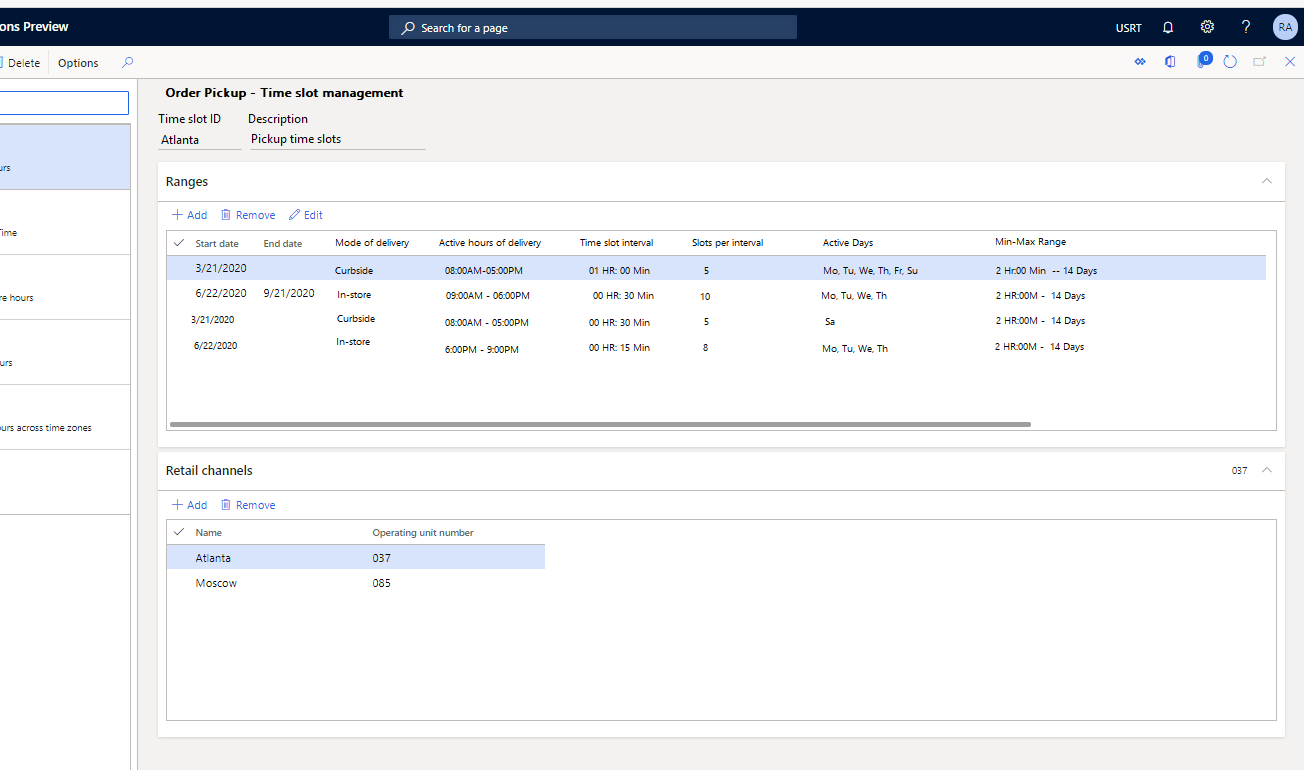 ons Preview
Search for a page
USRT
RA
Delete
Options
0
urs
Time
re hours
urs
ours across time zones
Order Pickup - Time slot management
Time slot ID Description
Atlanta Pickup time slots
Ranges
Add Remove Edit
Start date End date Mode of delivery Active hours of delivery Time slot interval Slots per interval Active Days Min-Max Range
3/21/2020 Curbside 08:00AM-05:00PM 01 HR: 00 Min 5 Mo, Tu, We, Th, Fr, Su 2 Hr:00 Min -- 14 Days
6/22/2020 9/21/2020 In-store 09:00AM - 06:00PM 00 HR: 30 Min 10 Mo, Tu, We, Th 2 HR:00M - 14 Days
3/21/2020 Curbside 08:00AM - 05:00PM 00 HR: 30 Min 5 Sa 2 HR:00M - 14 Days
6/22/2020 In-store 6:00PM - 9:00PM 00 HR: 15 Min 8 Mo, Tu, We, Th 2 HR:00M - 14 Days
Retail channels 037
Add Remove
Name Operating unit number
Atlanta 037
Moscow 085